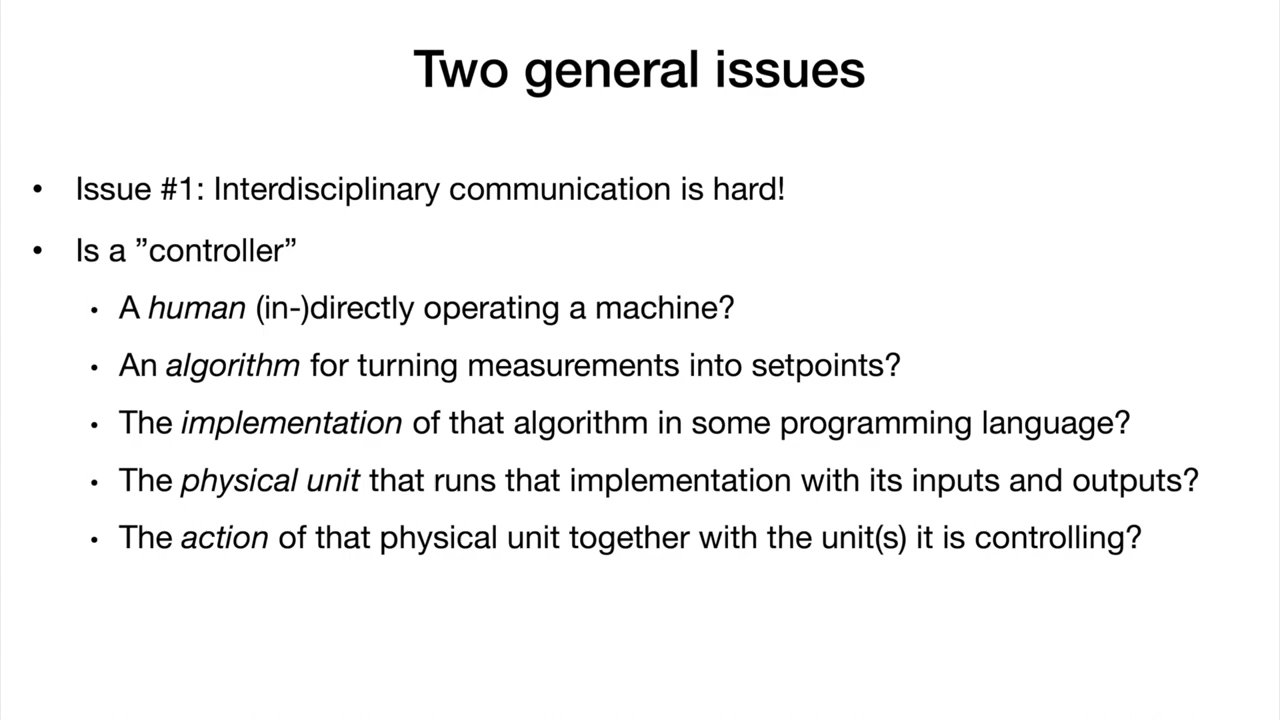 Two general issues
• Issue #1: Interdisciplinary communication is hard!
• Is a ”controller”
• A human (in-)directly operating a machine?
• An algorithm for turning measurements into setpoints?
• The implementation of that algorithm in some programming language?
• The physical unit that runs that implementation with its inputs and outputs?
• The action of that physical unit together with the unit(s) it is controlling?